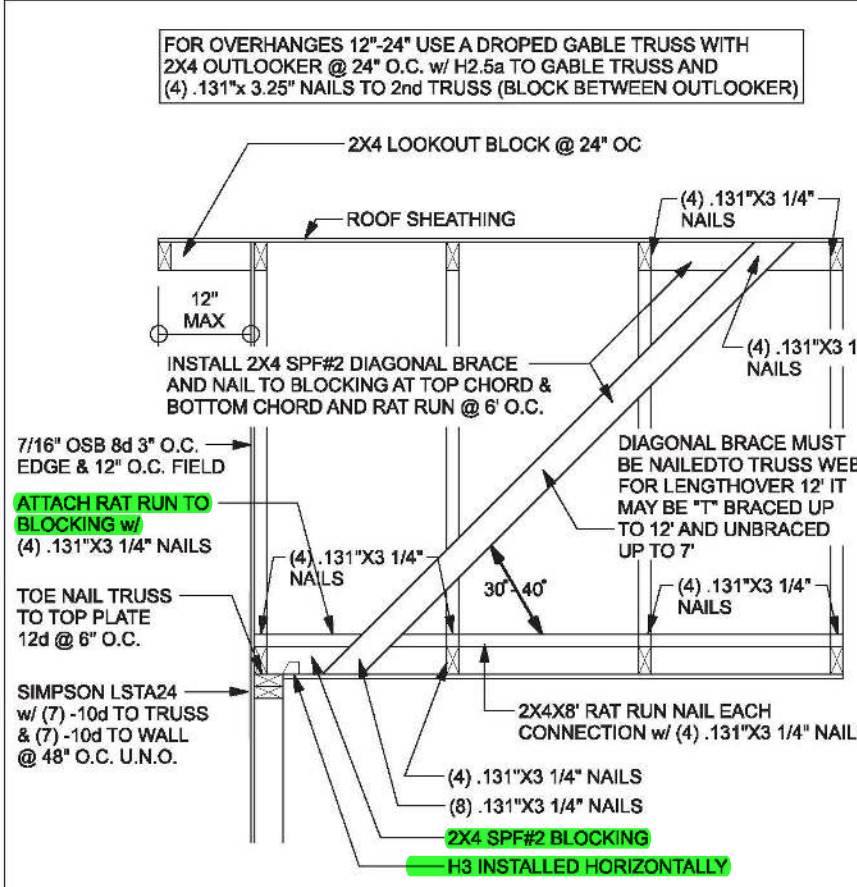 FOR OVERHANGES 12"-24" USE A DROPED GABLE TRUSS WITH
2X4 OUTLOOKER @ 24" O.C. w/ H2.5a TO GABLE TRUSS AND
(4) .131"x 3.25" NAILS TO 2nd TRUSS (BLOCK BETWEEN OUTLOOKER)
2X4 LOOKOUT BLOCK @ 24" OC
(4) .131"X3 1/4"
NAILS
ROOF SHEATHING
12"
MAX
(4) .131"X3 1
NAILS
INSTALL 2X4 SPF#2 DIAGONAL BRACE
AND NAIL TO BLOCKING AT TOP CHORD &
BOTTOM CHORD AND RAT RUN @ 6' O.C.
7/16" OSB 8d 3" O.C.
EDGE & 12" O.C. FIELD
DIAGONAL BRACE MUST
BE NAILEDTO TRUSS WEB
FOR LENGTHOVER 12' IT
MAY BE "T" BRACED UP
TO 12' AND UNBRACED
UP TO 7'
ATTACH RAT RUN TO
BLOCKING w/
(4) .131"X3 1/4" NAILS
(4) .131"X3 1/4"
NAILS
30°- 40°
(4) .131"X3 1/4"
NAILS
TOE NAIL TRUSS
TO TOP PLATE
12d @ 6" O.C.
SIMPSON LSTA24
w/ (7) -10d TO TRUSS
& (7) -10d TO WALL
@ 48" O.C. U.N.O.
2X4X8' RAT RUN NAIL EACH
CONNECTION w/ (4) .131"X3 1/4" NAIL
(4) .131"X3 1/4" NAILS
(8) .131"X3 1/4" NAILS
2X4 SPF#2 BLOCKING
H3 INSTALLED HORIZONTALLY